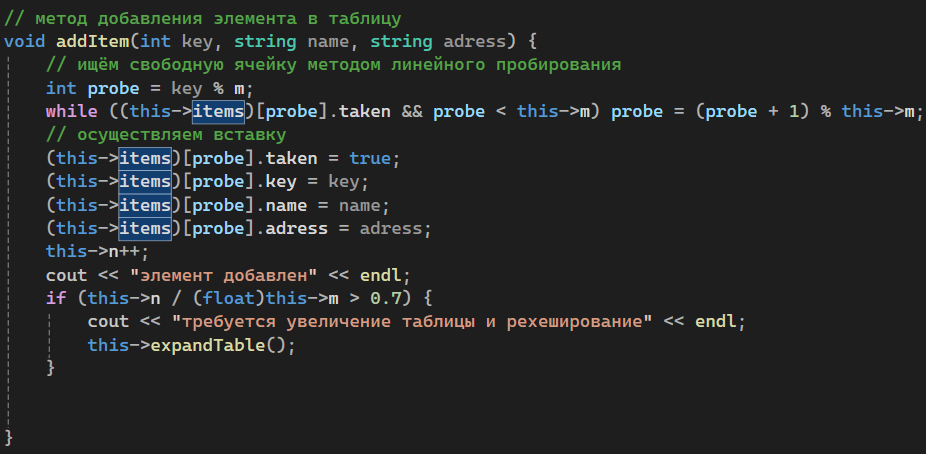 // метод добавления элемента в таблицу
void addItem(int key, string name, string adress) {
// ищём свободную ячейку методом линейного пробирования
int probe = key % m;
while ((this->items)[probe].taken && probe < this->m) probe = (probe + 1) % this->m;
// осуществляем вставку
(this->items)[probe].taken = true;
(this->items)[probe].key = key;
(this->items)[probe].name = name;
(this->items)[probe].adress = adress;
this->n++;
cout << "элемент добавлен" << endl;
if (this->n / (float)this->m > 0.7) {
cout << "требуется увеличение таблицы и рехеширование" << endl;
this->expandTable();
}
}